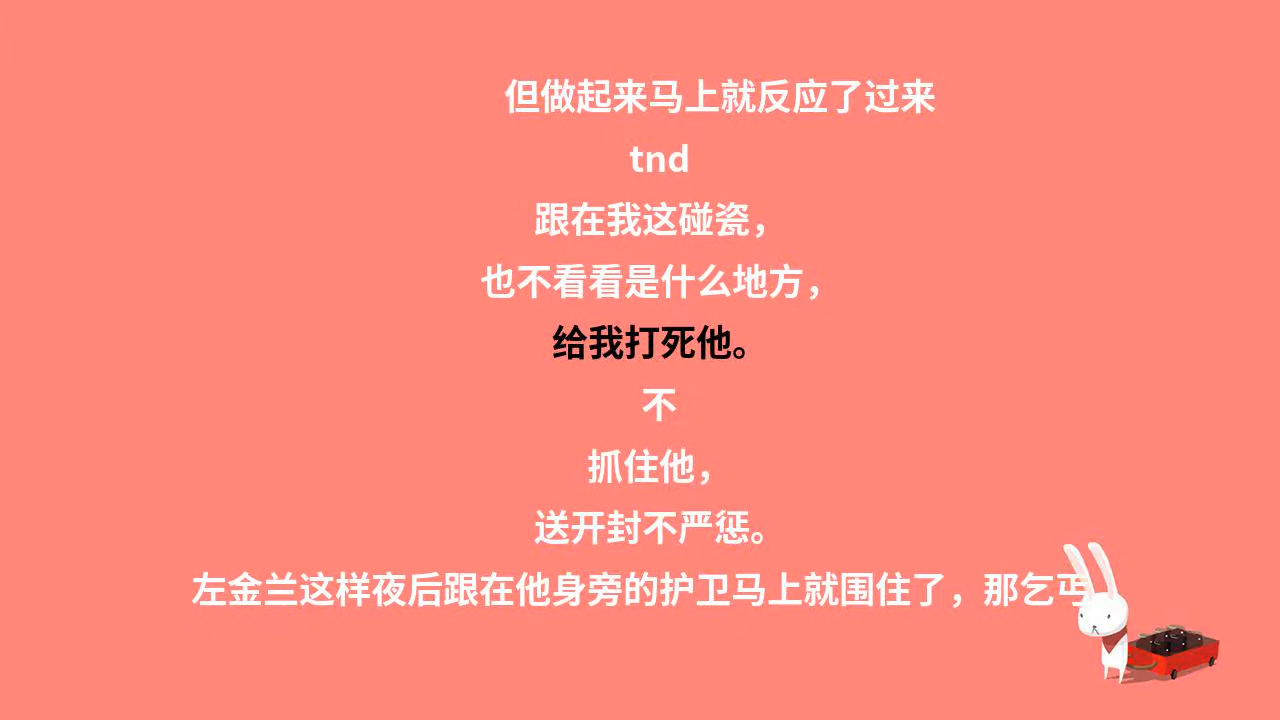 但做起来马上就反应了过来
tnd
跟在我这碰瓷，
也不看看是什么地方，
给我打死他。
不
抓住他，
送开封不严惩。
左金兰这样夜后跟在他身旁的护卫马上就围住了，那乞丐